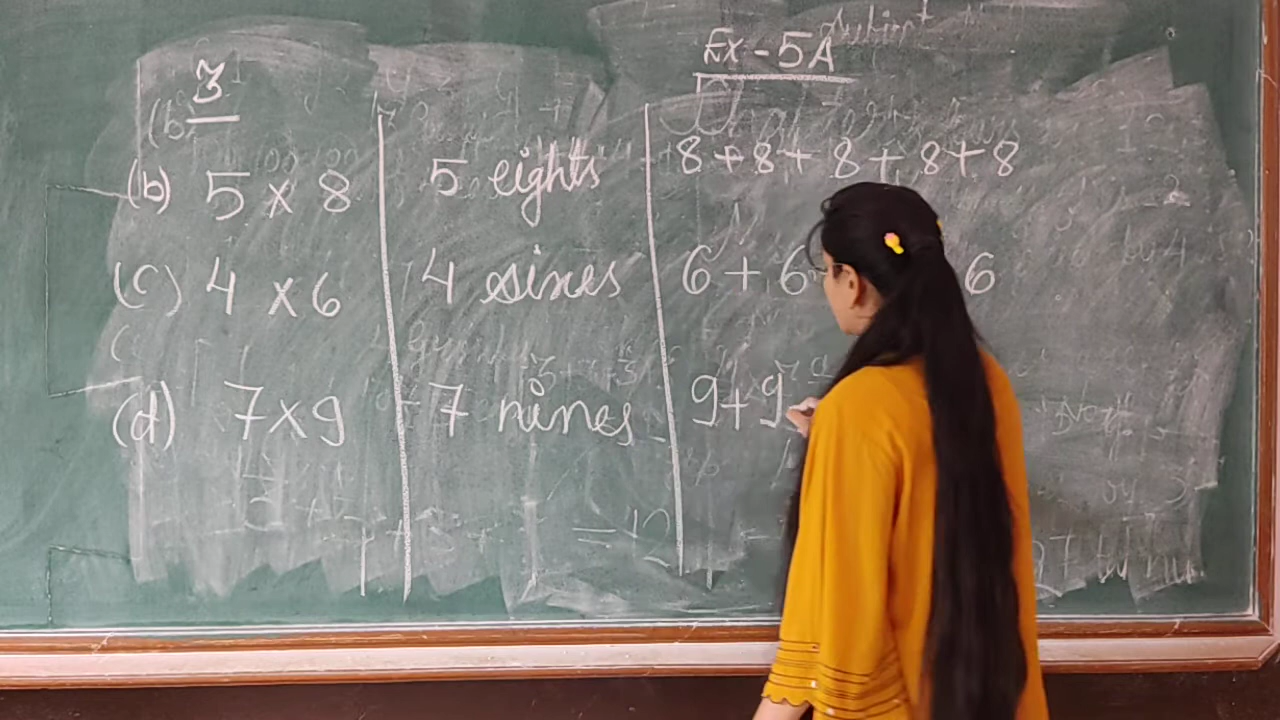 Ex - 5A
3
(b) 5 x 8 5 eights 8 + 8 + 8 + 8 + 8
(c) 4 x 6 4 sixes 6 + 6 6
(d) 7 x 9 7 nines 9 + 9